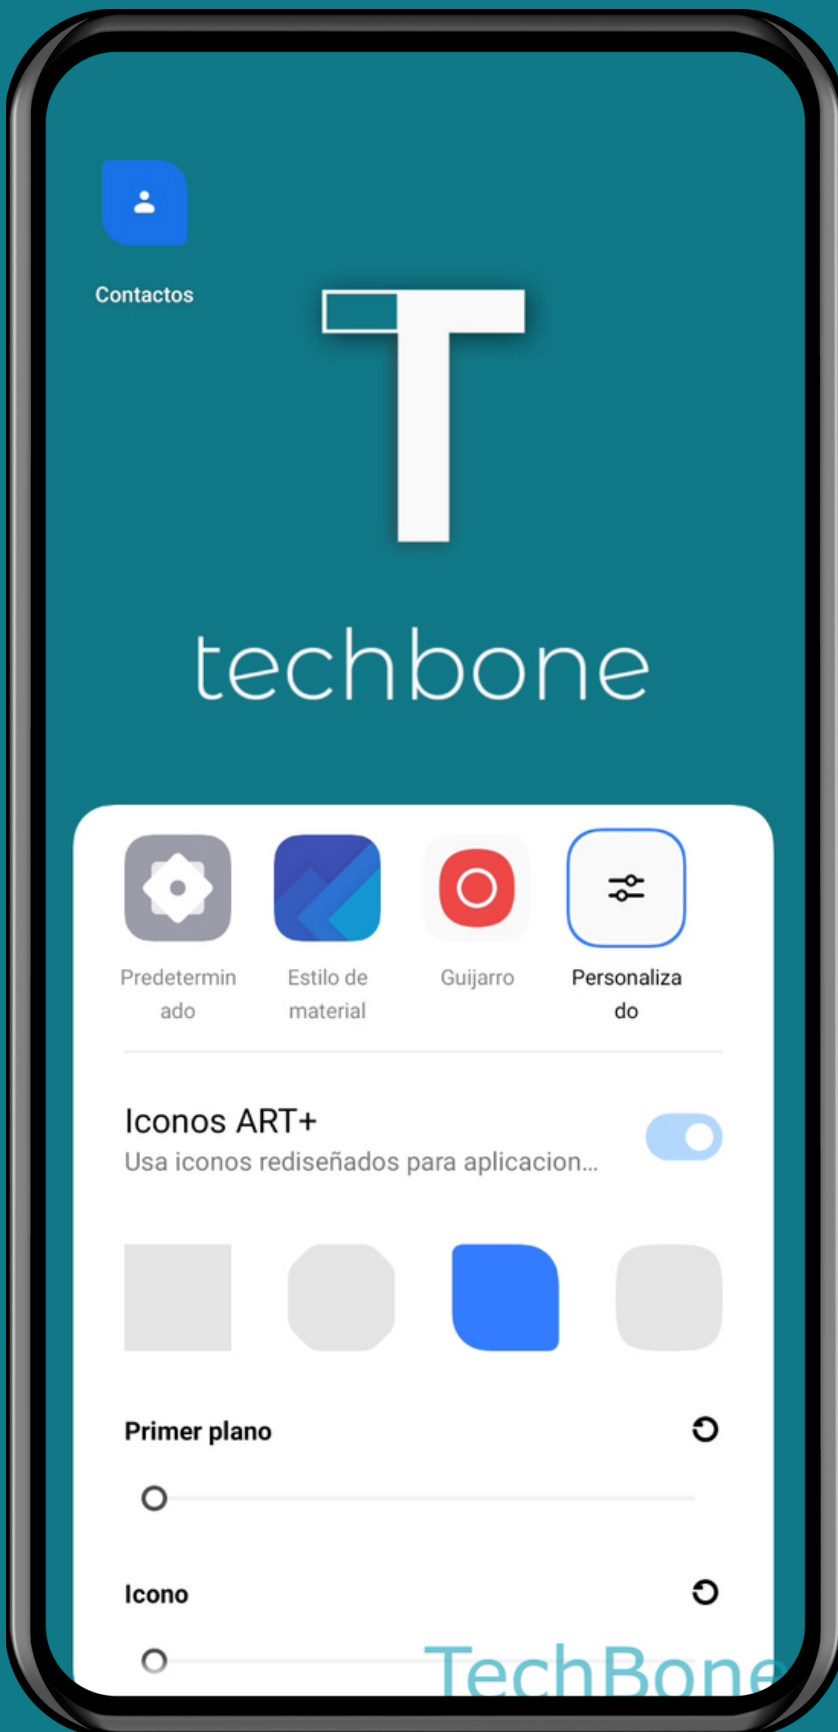 Contactos
T
techbone
Predetermin
ado
Estilo de
material
Guijarro
Personaliza
do
Iconos ART+
Usa iconos rediseñados para aplicacion...
Primer plano
Icono
TechBone